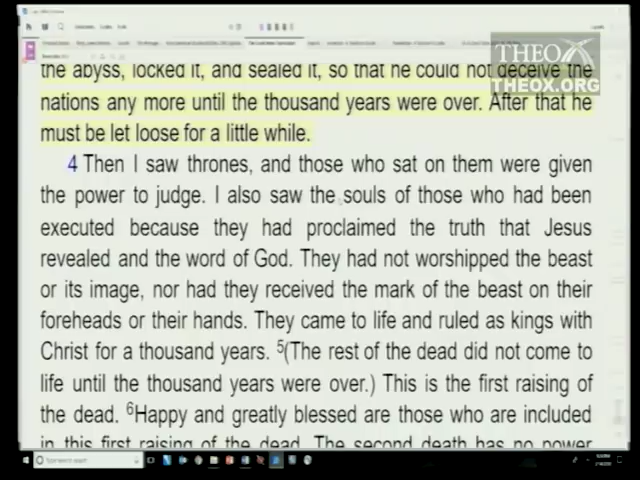 THEOX
THEOX.ORG
the abyss, locked it, and sealed it, so that he could not deceive the
nations any more until the thousand years were over. After that he
must be let loose for a little while.
4 Then I saw thrones, and those who sat on them were given
the power to judge. I also saw the souls of those who had been
executed because they had proclaimed the truth that Jesus
revealed and the word of God. They had not worshipped the beast
or its image, nor had they received the mark of the beast on their
foreheads or their hands. They came to life and ruled as kings with
Christ for a thousand years. 5(The rest of the dead did not come to
life until the thousand years were over.) This is the first raising of
the dead. 6Happy and greatly blessed are those who are included
in this first raising of the dead. The second death has no power